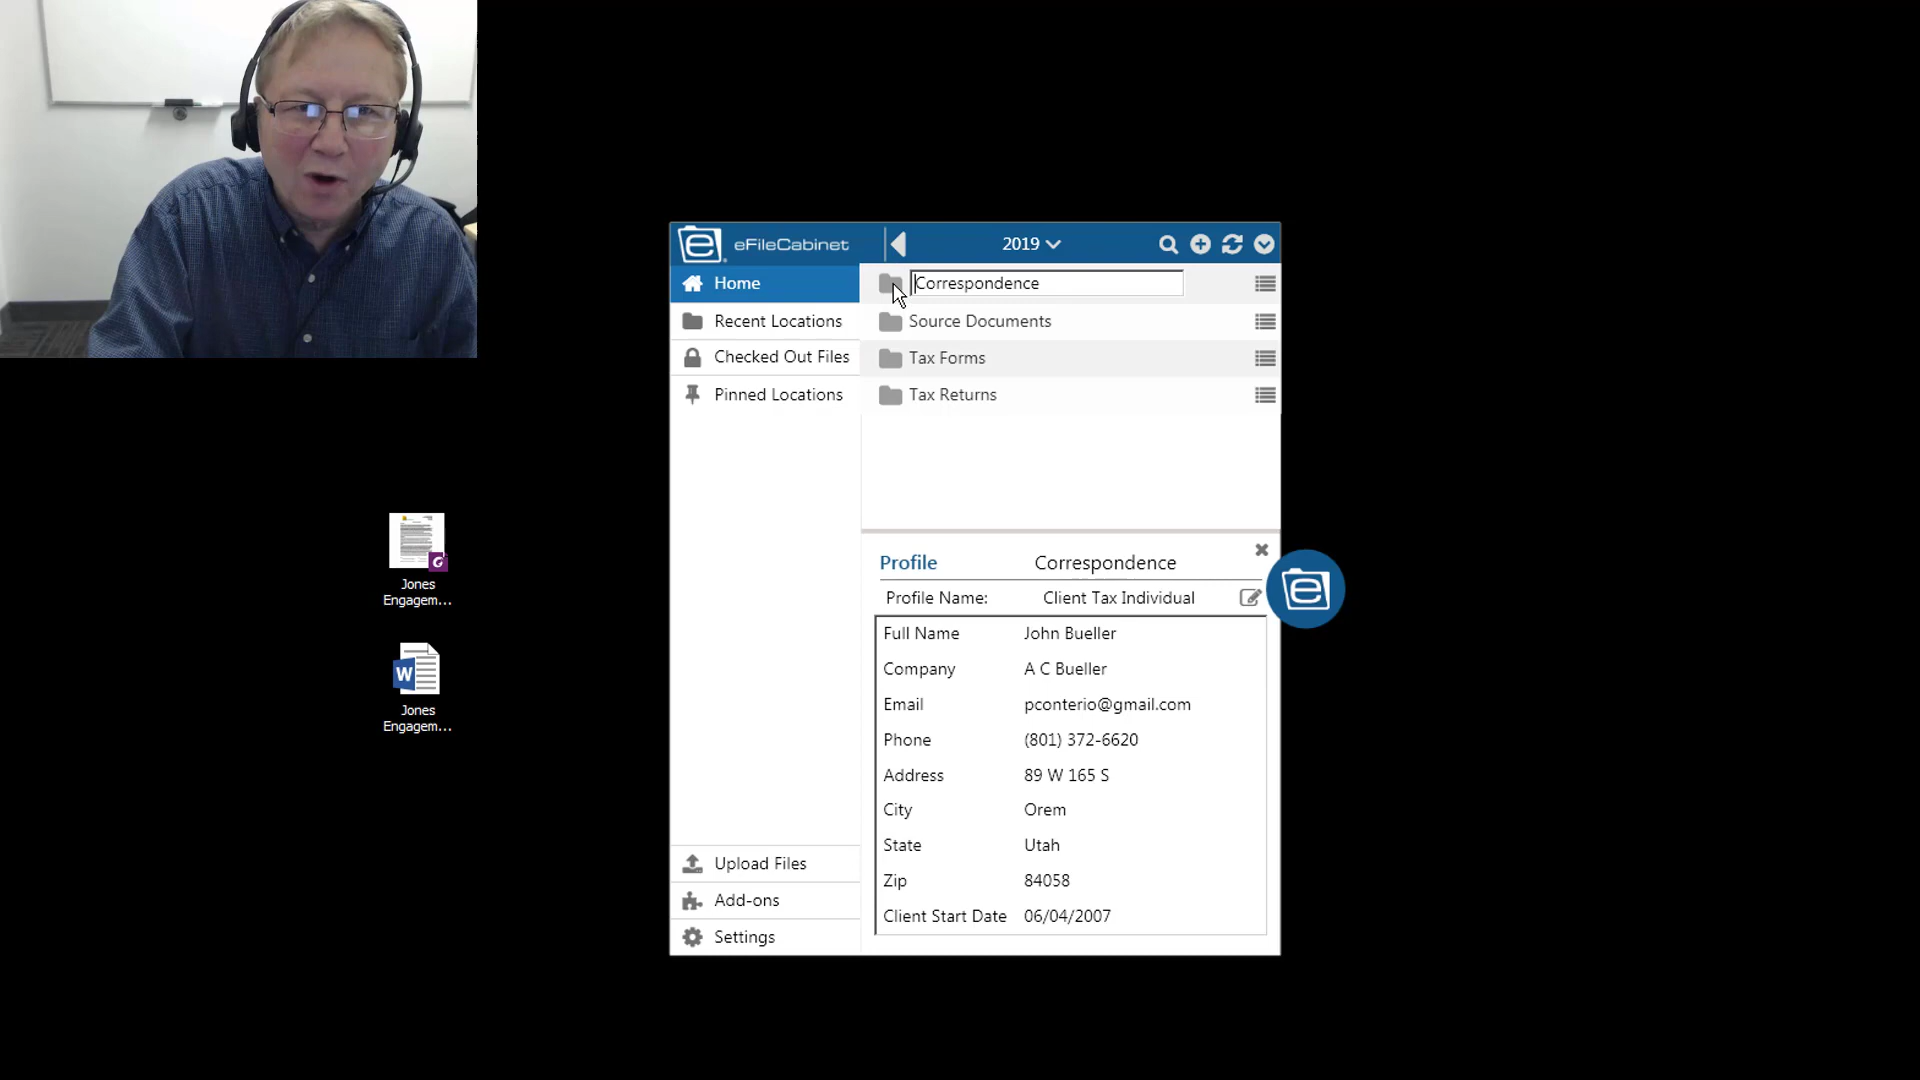 eFileCabinet
2019
Home
Correspondence
Recent Locations
Source Documents
Checked Out Files
Tax Forms
Pinned Locations
Tax Returns
Profile Correspondence
Profile Name: Client Tax Individual
Full Name John Bueller
Company A C Bueller
Email pconterio@gmail.com
Phone (801) 372-6620
Address 89 W 165 S
City Orem
State Utah
Zip 84058
Client Start Date 06/04/2007
Upload Files
Add-ons
Settings
Jones
Engagem...
Jones
Engagem...